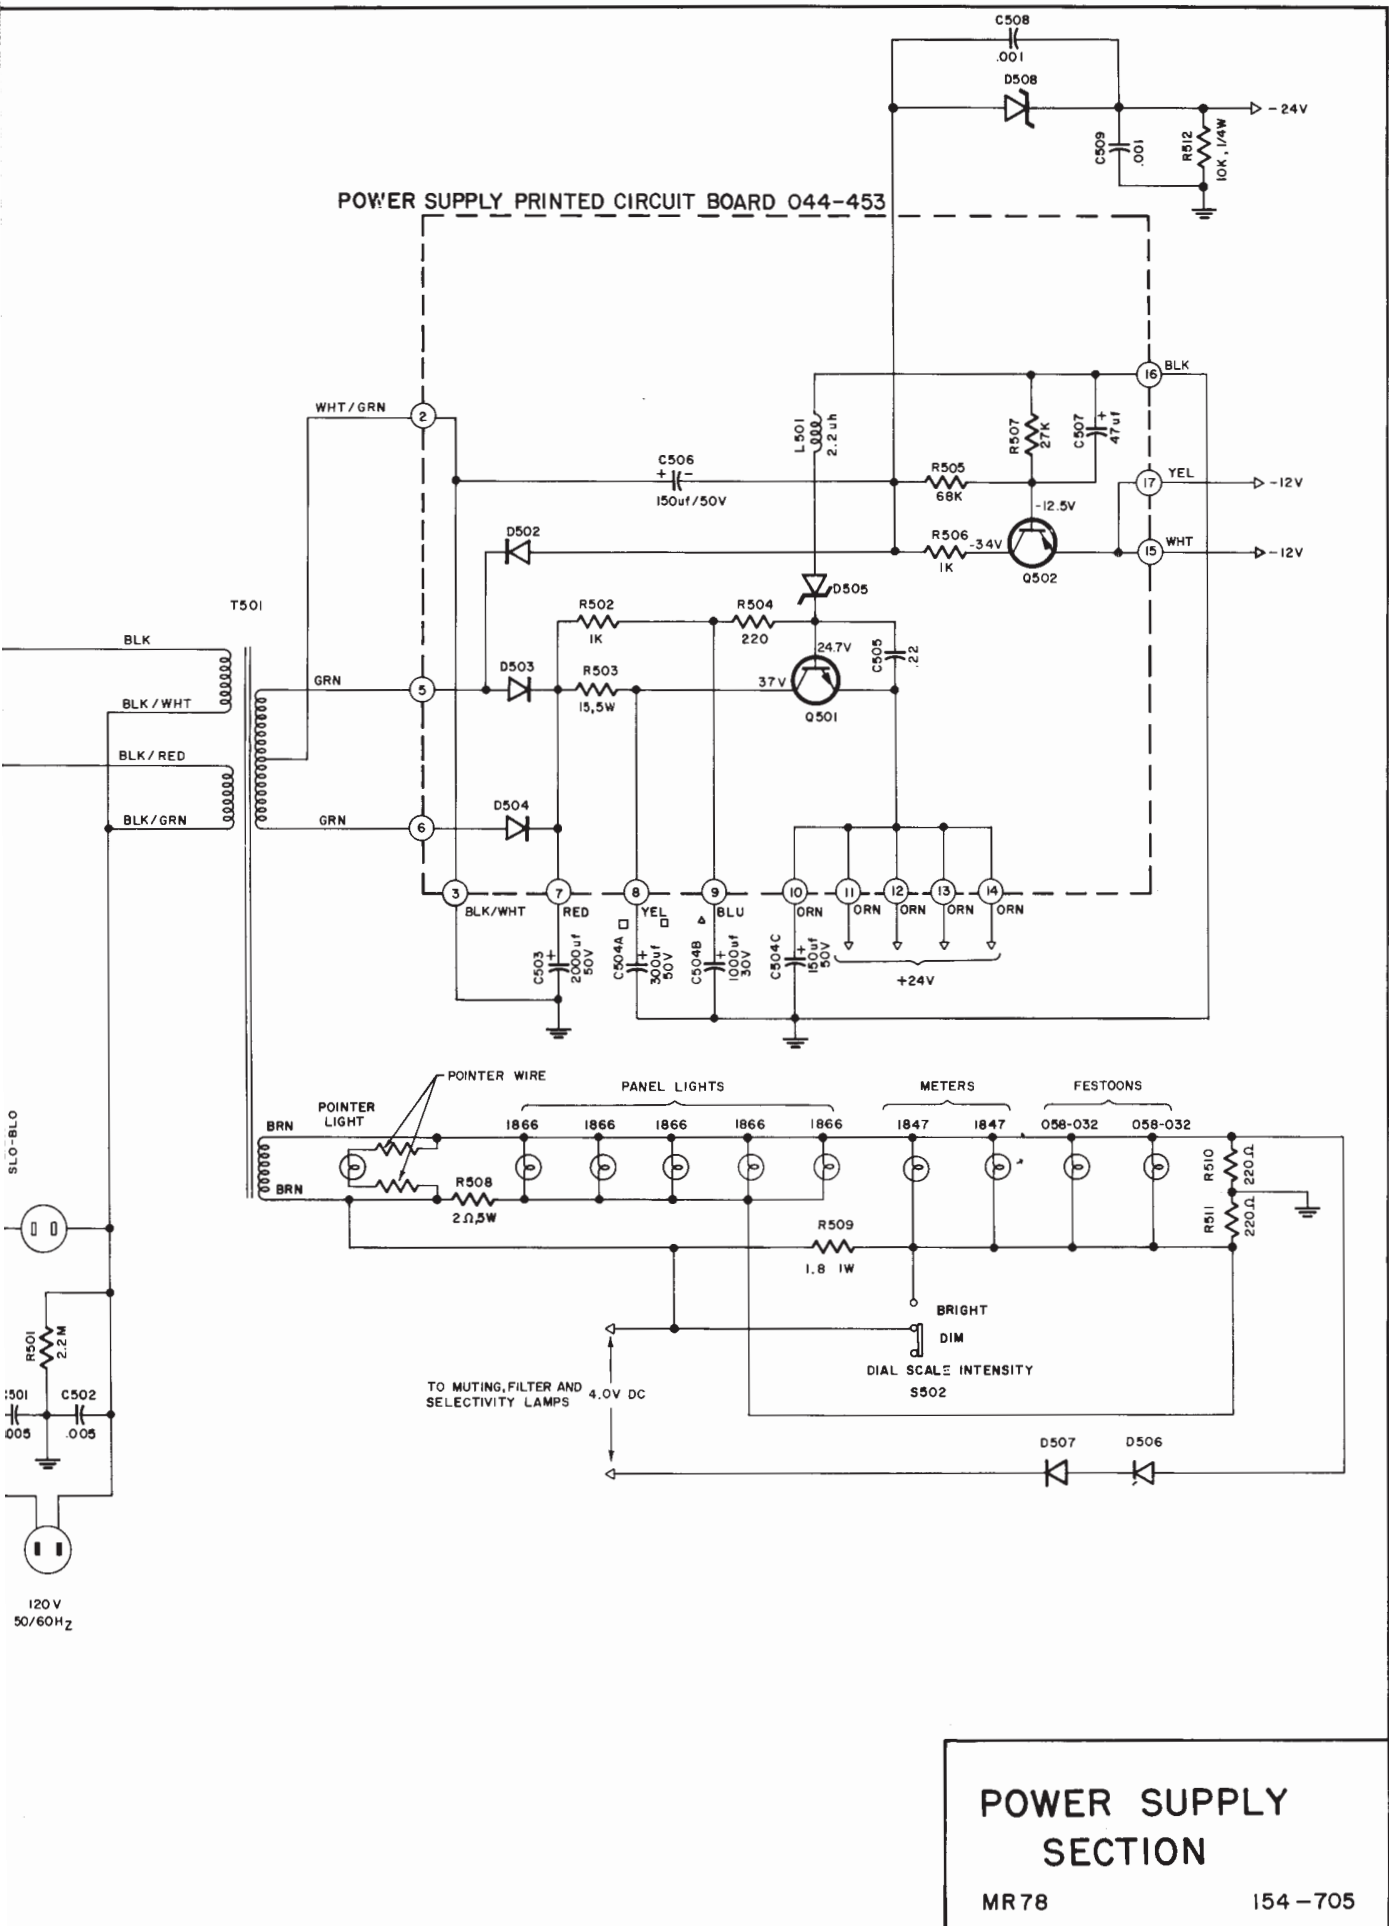 C508
.001
D508
-24V
C509
.001
R512
10K, 1/4W
POWER SUPPLY PRINTED CIRCUIT BOARD 044-453
16
BLK
WHT/GRN
2
L501
2.2uh
R507
27K
C507
+
47uf
C506
+ -
150uf/50V
R505
68K
17
YEL
-12V
-12.5V
D502
R506
1K
-34V
Q502
15
WHT
-12V
D505
T501
R502
1K
R504
220
BLK
24.7V
C505
.22
GRN
5
D503
R503
15,5W
37V
Q501
BLK/WHT
BLK/RED
BLK/GRN
GRN
6
D504
3
7
8
9
10
11
12
13
14
BLK/WHT
RED
YEL
BLU
ORN
ORN
ORN
ORN
ORN
C503
+
2000uf
50V
C504A
+
300uf
50V
C504B
+
1000uf
30V
C504C
+
150uf
50V
+24V
POINTER WIRE
PANEL LIGHTS
METERS
FESTOONS
POINTER
LIGHT
BRN
1866
1866
1866
1866
1866
1847
1847
058-032
058-032
SLO-BLO
BRN
R508
2Ω,5W
R510
220Ω
R511
220Ω
R509
1.8 1W
BRIGHT
DIM
DIAL SCALE INTENSITY
S502
R501
2.2M
TO MUTING, FILTER AND
SELECTIVITY LAMPS
4.0V DC
501
005
C502
.005
D507
D506
120V
50/60Hz
POWER SUPPLY
SECTION
MR78
154-705